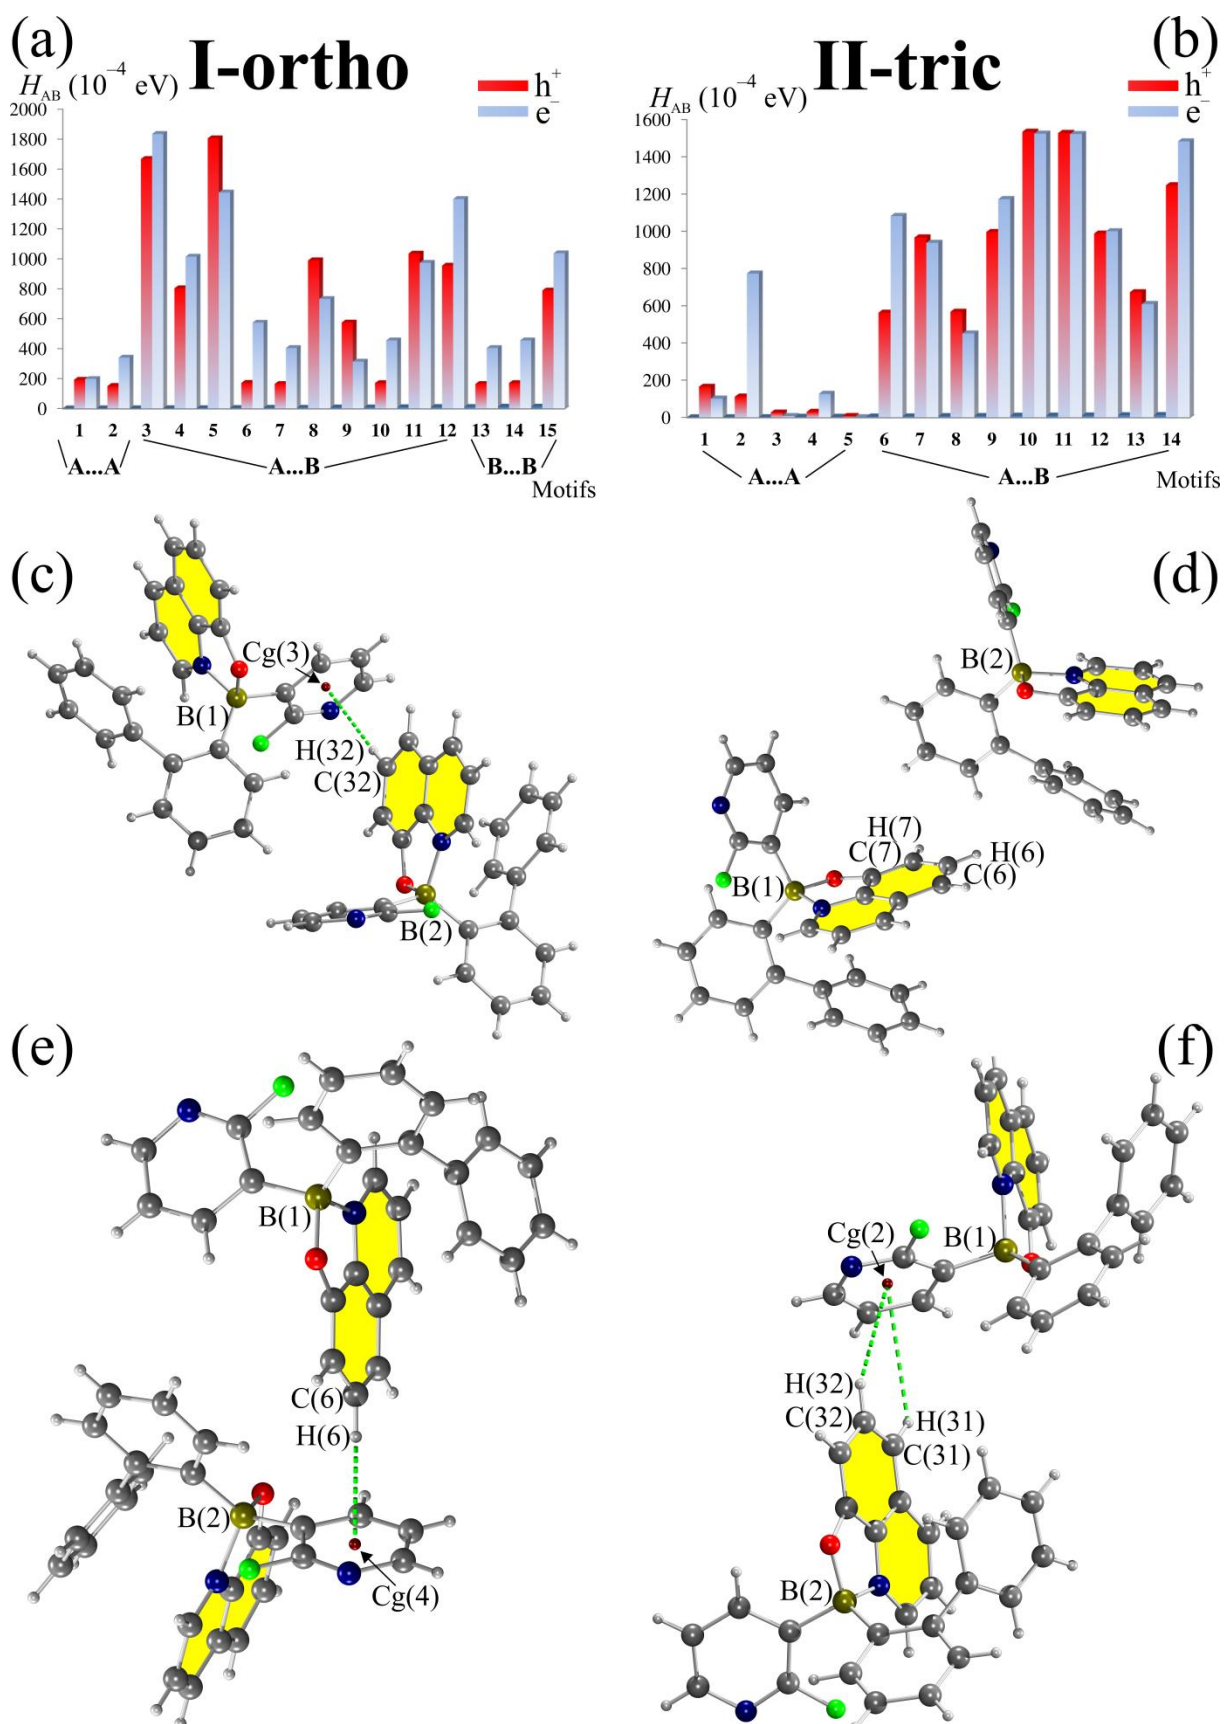 (a) I-ortho
H_AB (10⁻⁴ eV)
h⁺
e⁻
2000
1800
1600
1400
1200
1000
800
600
400
200
0
1 2 3 4 5 6 7 8 9 10 11 12 13 14 15
A...A A...B B...B
Motifs
II-tric (b)
H_AB (10⁻⁴ eV)
h⁺
e⁻
1600
1400
1200
1000
800
600
400
200
0
1 2 3 4 5 6 7 8 9 10 11 12 13 14
A...A A...B Motifs
(c)
Cg(3)
B(1)
H(32)
C(32)
B(2)
(d)
B(2)
H(7)
C(7)
H(6)
C(6)
B(1)
(e)
B(1)
C(6)
H(6)
B(2)
Cg(4)
(f)
Cg(2)
B(1)
H(32)
C(32)
H(31)
C(31)
B(2)